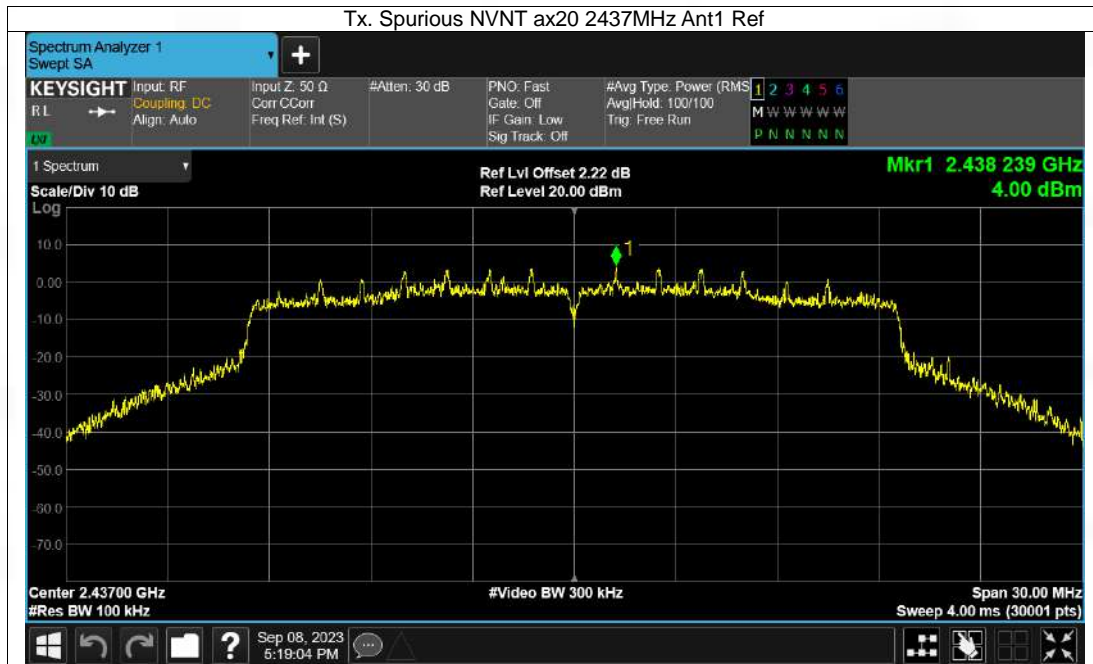 Tx. Spurious NVNT ax20 2437MHz Ant1 Ref
Spectrum Analyzer 1
Swept SA
KEYSIGHT Input: RF Input Z: 50 Ω #Atten: 30 dB PNO: Fast #Avg Type: Power (RMS 1 2 3 4 5 6
RL Coupling: DC Corr CCorr Gate: Off Avg|Hold: 100/100 M W W W W W
Align: Auto Freq Ref: Int (S) IF Gain: Low Trig: Free Run
LXI Sig Track: Off P N N N N N
1 Spectrum Ref Lvl Offset 2.22 dB Mkr1 2.438 239 GHz
Scale/Div 10 dB Ref Level 20.00 dBm 4.00 dBm
Log
10.0
1
0.00
-10.0
-20.0
-30.0
-40.0
-50.0
-60.0
-70.0
Center 2.43700 GHz #Video BW 300 kHz Span 30.00 MHz
#Res BW 100 kHz Sweep 4.00 ms (30001 pts)
? Sep 08, 2023
5:19:04 PM